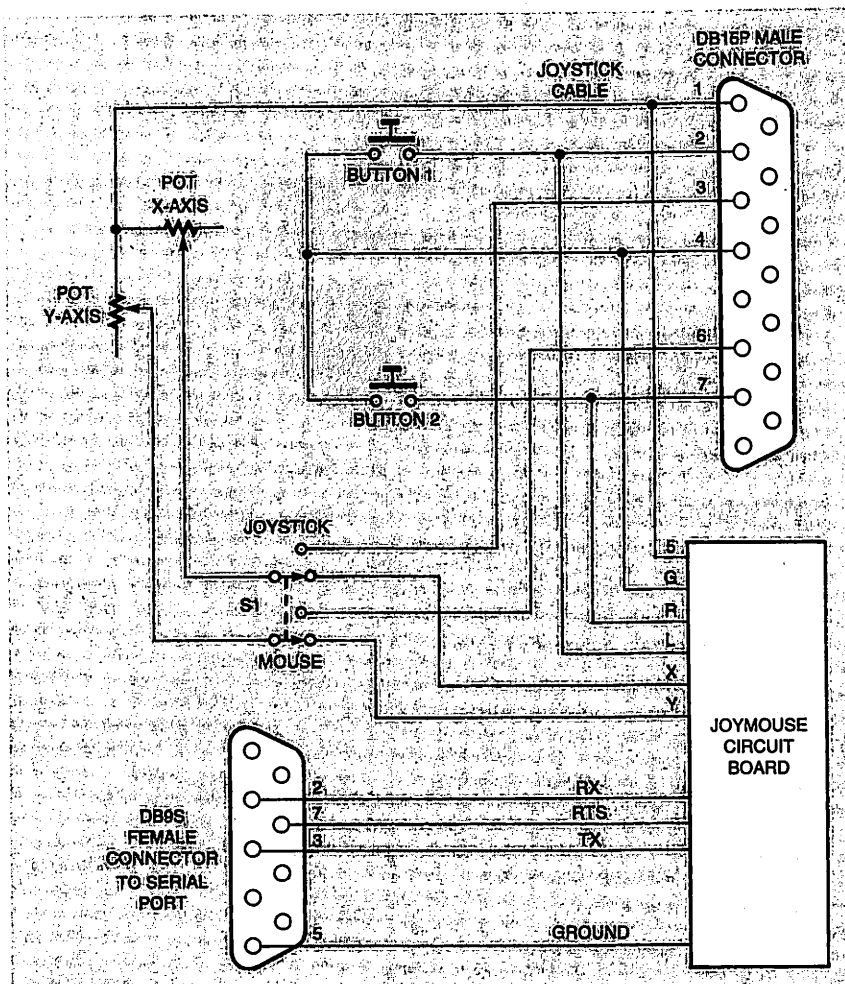 DB15P MALE
CONNECTOR
JOYSTICK
CABLE
1
2
BUTTON 1
3
POT
X-AXIS
4
POT
Y-AXIS
6
7
BUTTON 2
JOYSTICK
S1
MOUSE
5
G
R
L
X
Y
JOYMOUSE
CIRCUIT
BOARD
DB9S
FEMALE
CONNECTOR
TO SERIAL
PORT
2
RX
7
RTS
3
TX
5
GROUND